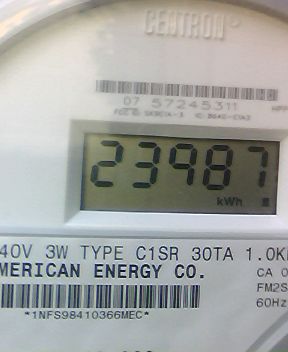 CENTRON®
07 57245311
23987
kWh
40V 3W TYPE C1SR 30TA 1.0K
MERICAN ENERGY CO.
CA 0
FM2S
60Hz
*1NFS98410366MEC*